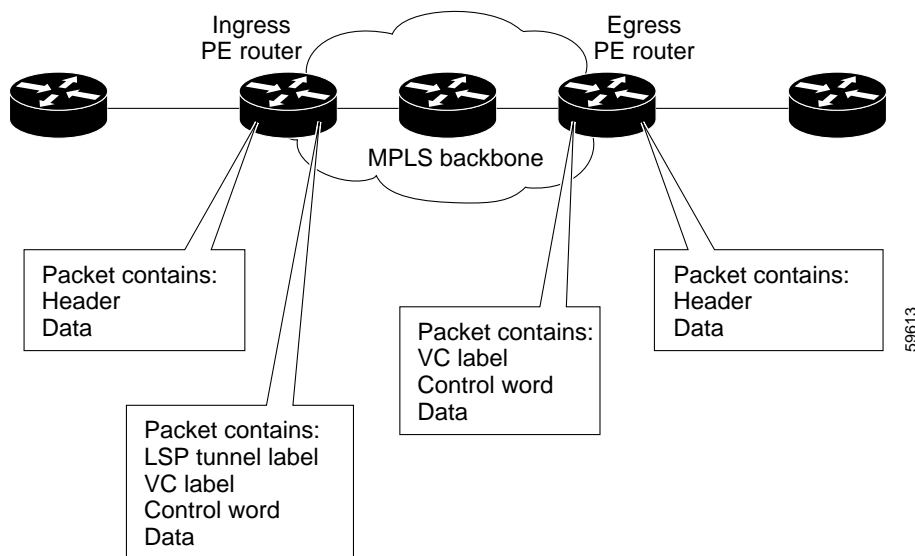 Ingress
PE router
Egress
PE router
MPLS backbone
Packet contains:
Header
Data
Packet contains:
LSP tunnel label
VC label
Control word
Data
Packet contains:
VC label
Control word
Data
Packet contains:
Header
Data
59613